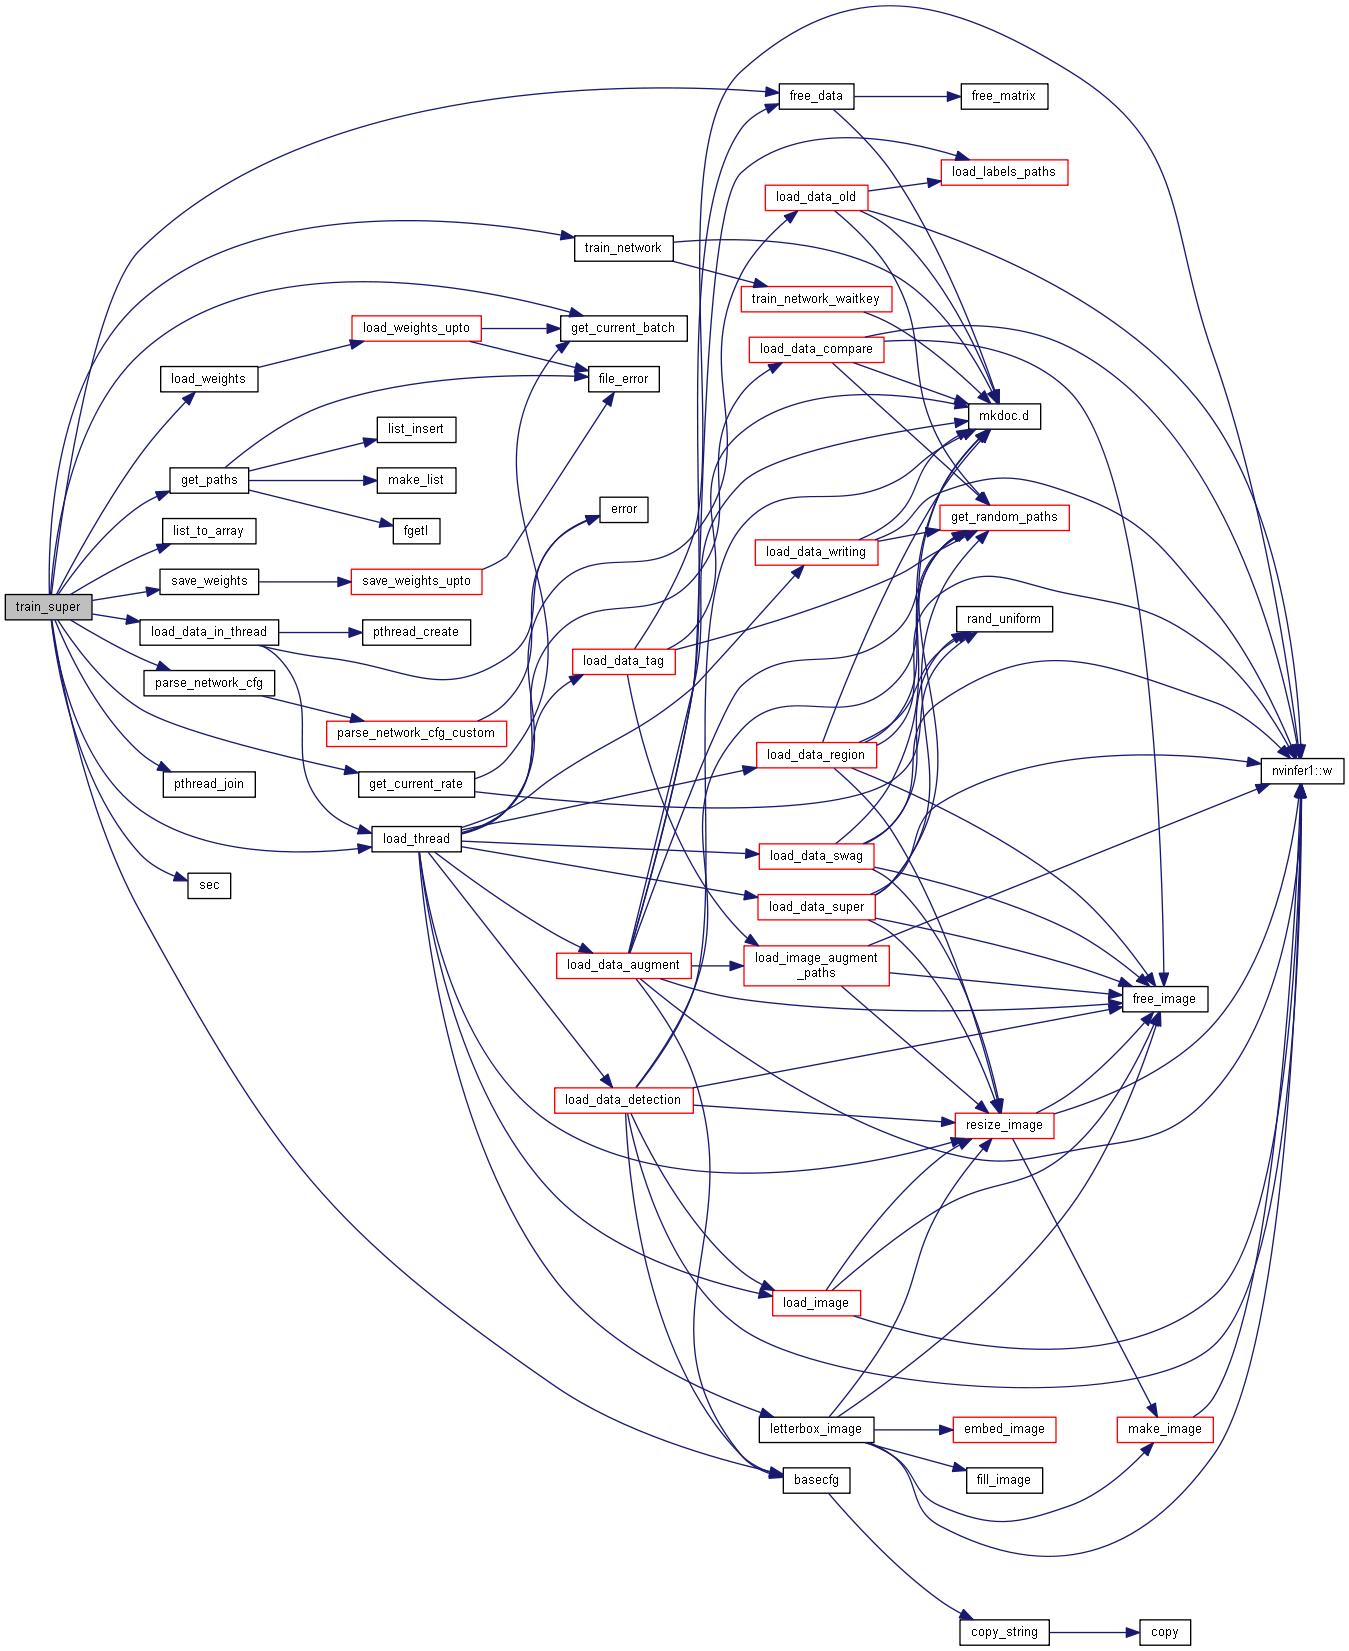 free_data
free_matrix
load_labels_paths
load_data_old
train_network
train_network_waitkey
load_weights_upto
get_current_batch
load_data_compare
load_weights
file_error
mkdoc.d
list_insert
get_paths
make_list
error
get_random_paths
list_to_array
fgetl
load_data_writing
save_weights
save_weights_upto
train_super
rand_uniform
load_data_in_thread
pthread_create
load_data_tag
parse_network_cfg
parse_network_cfg_custom
load_data_region
nvinfer1::w
pthread_join
get_current_rate
load_thread
load_data_swag
sec
load_data_super
load_data_augment
load_image_augment
_paths
free_image
load_data_detection
resize_image
load_image
letterbox_image
embed_image
make_image
basecfg
fill_image
copy_string
copy